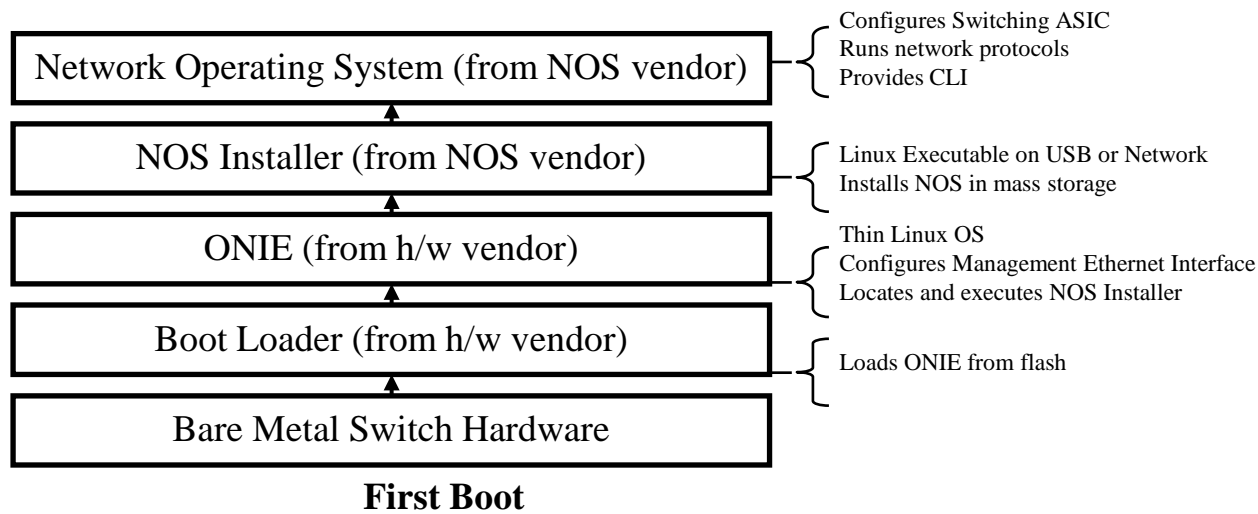 Network Operating System (from NOS vendor)
Configures Switching ASIC
Runs network protocols
Provides CLI
NOS Installer (from NOS vendor)
Linux Executable on USB or Network
Installs NOS in mass storage
ONIE (from h/w vendor)
Thin Linux OS
Configures Management Ethernet Interface
Locates and executes NOS Installer
Boot Loader (from h/w vendor)
Loads ONIE from flash
Bare Metal Switch Hardware
First Boot